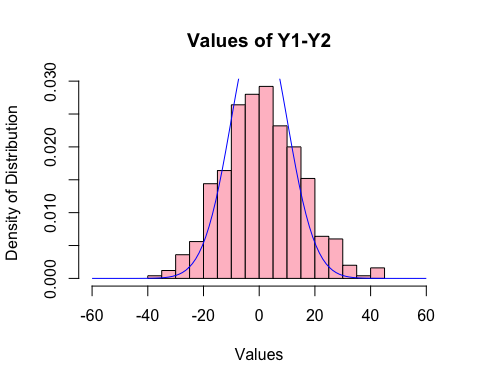 Values of Y1-Y2
Density of Distribution
0.030
0.020
0.010
0.000
-60 -40 -20 0 20 40 60
Values